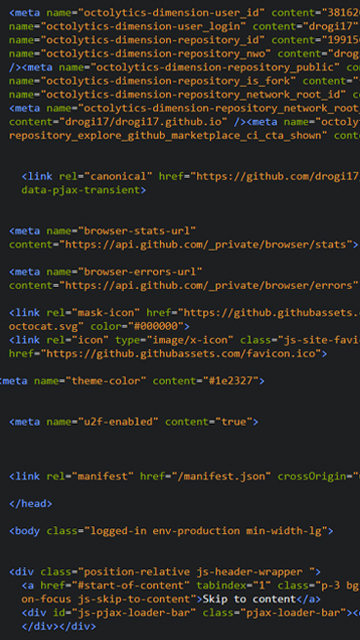 <meta name="octolytics-dimension-user_id" content="38162
name="octolytics-dimension-user_login" content="drogi17"
name="octolytics-dimension-repository_id" content="19915
name="octolytics-dimension-repository_nwo" content="drog
/><meta name="octolytics-dimension-repository_public" co
name="octolytics-dimension-repository_is_fork" content="
name="octolytics-dimension-repository_network_root_id" c
<meta name="octolytics-dimension-repository_network_root
content="drogi17/drogi17.github.io" /><meta name="octoly
repository_explore_github_marketplace_ci_cta_shown" cont
<link rel="canonical" href="https://github.com/drogi17
data-pjax-transient>
<meta name="browser-stats-url"
content="https://api.github.com/_private/browser/stats">
<meta name="browser-errors-url"
content="https://api.github.com/_private/browser/errors"
<link rel="mask-icon" href="https://github.githubassets.
octocat.svg" color="#000000">
<link rel="icon" type="image/x-icon" class="js-site-favi
href="https://github.githubassets.com/favicon.ico">
<meta name="theme-color" content="#1e2327">
<meta name="u2f-enabled" content="true">
<link rel="manifest" href="/manifest.json" crossOrigin="
</head>
<body class="logged-in env-production min-width-lg">
<div class="position-relative js-header-wrapper ">
<a href="#start-of-content" tabindex="1" class="p-3 bg
on-focus js-skip-to-content">Skip to content</a>
<div id="js-pjax-loader-bar" class="pjax-loader-bar"><
</div></div>